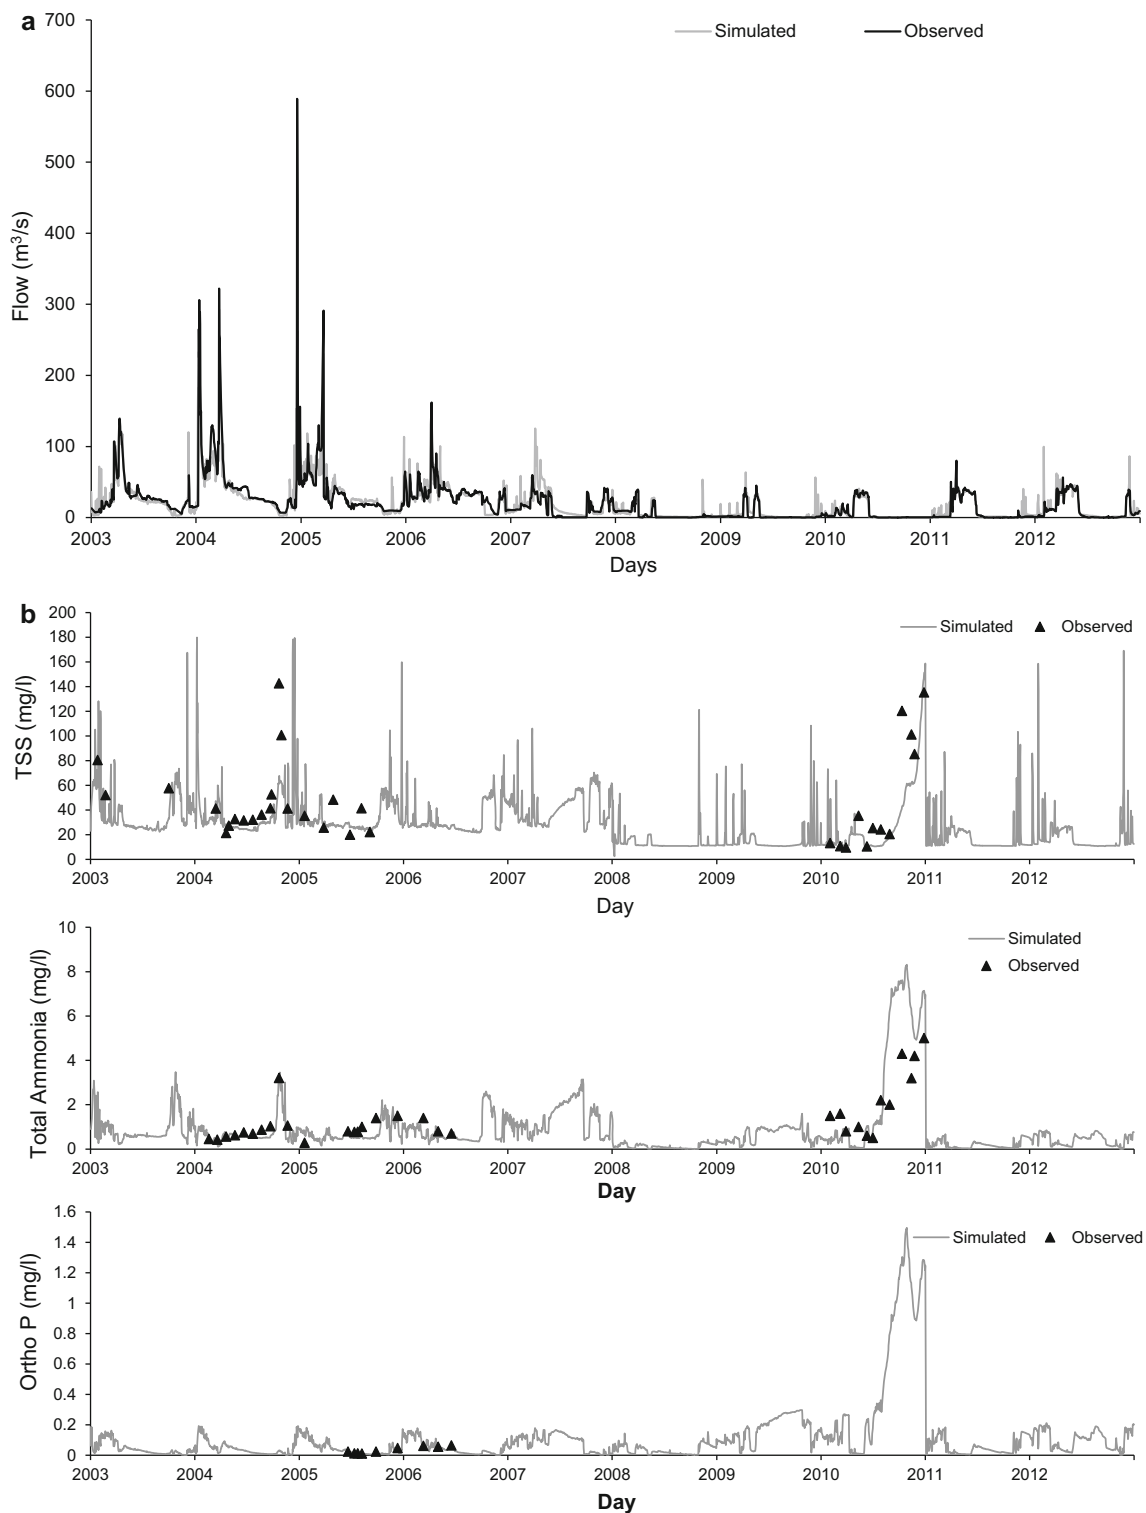 a
Simulated Observed
Flow (m³/s)
700
600
500
400
300
200
100
0
2003 2004 2005 2006 2007 2008 2009 2010 2011 2012
Days
b
Simulated Observed
TSS (mg/l)
200
180
160
140
120
100
80
60
40
20
0
2003 2004 2005 2006 2007 2008 2009 2010 2011 2012
Day
Simulated
Observed
Total Ammonia (mg/l)
10
8
6
4
2
0
2003 2004 2005 2006 2007 2008 2009 2010 2011 2012
Day
Simulated Observed
Ortho P (mg/l)
1.6
1.4
1.2
1
0.8
0.6
0.4
0.2
0
2003 2004 2005 2006 2007 2008 2009 2010 2011 2012
Day